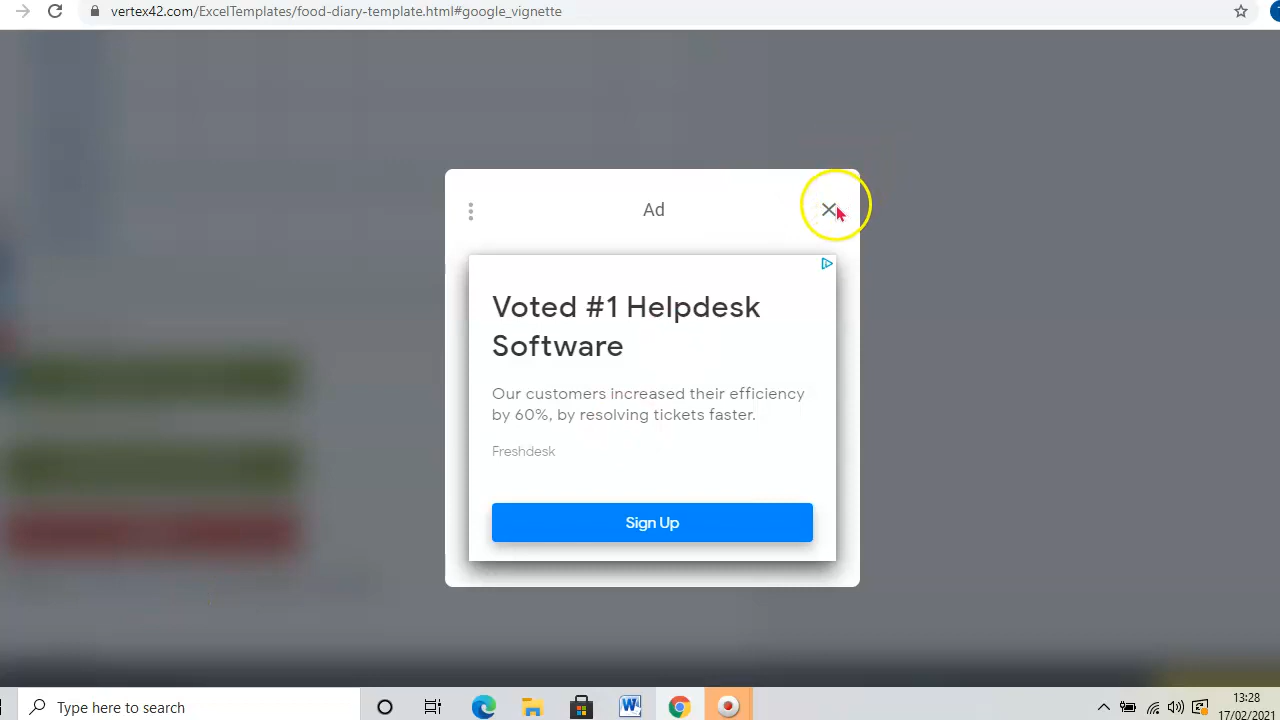 vertex42.com/ExcelTemplates/food-diary-template.html#google_vignette
Ad
Voted #1 Helpdesk
Software
Our customers increased their efficiency
by 60%, by resolving tickets faster.
Freshdesk
Sign Up
Type here to search
13:28
17/02/2021